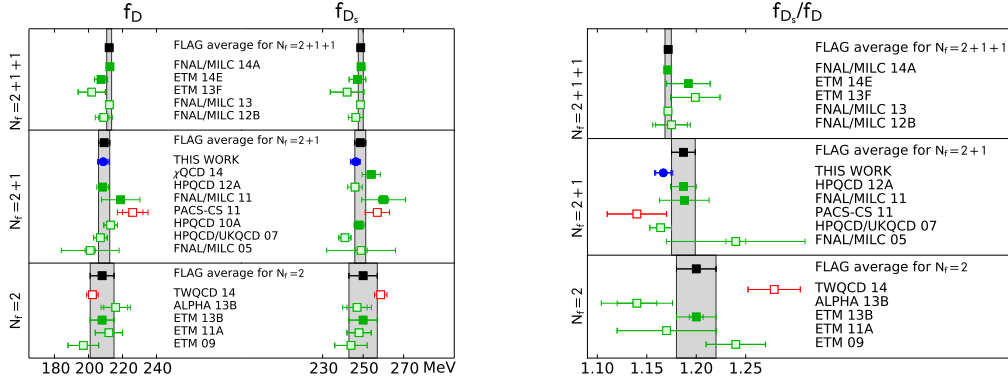 f_D f_Ds
N_f=2+1+1
FLAG average for N_f=2+1+1
FNAL/MILC 14A
ETM 14E
ETM 13F
FNAL/MILC 13
FNAL/MILC 12B
N_f=2+1
FLAG average for N_f=2+1
THIS WORK
χQCD 14
HPQCD 12A
FNAL/MILC 11
PACS-CS 11
HPQCD 10A
HPQCD/UKQCD 07
FNAL/MILC 05
N_f=2
FLAG average for N_f=2
TWQCD 14
ALPHA 13B
ETM 13B
ETM 11A
ETM 09
180 200 220 240 230 250 270 MeV
f_Ds/f_D
N_f=2+1+1
FLAG average for N_f=2+1+1
FNAL/MILC 14A
ETM 14E
ETM 13F
FNAL/MILC 13
FNAL/MILC 12B
N_f=2+1
FLAG average for N_f=2+1
THIS WORK
HPQCD 12A
FNAL/MILC 11
PACS-CS 11
HPQCD/UKQCD 07
FNAL/MILC 05
N_f=2
FLAG average for N_f=2
TWQCD 14
ALPHA 13B
ETM 13B
ETM 11A
ETM 09
1.10 1.15 1.20 1.25